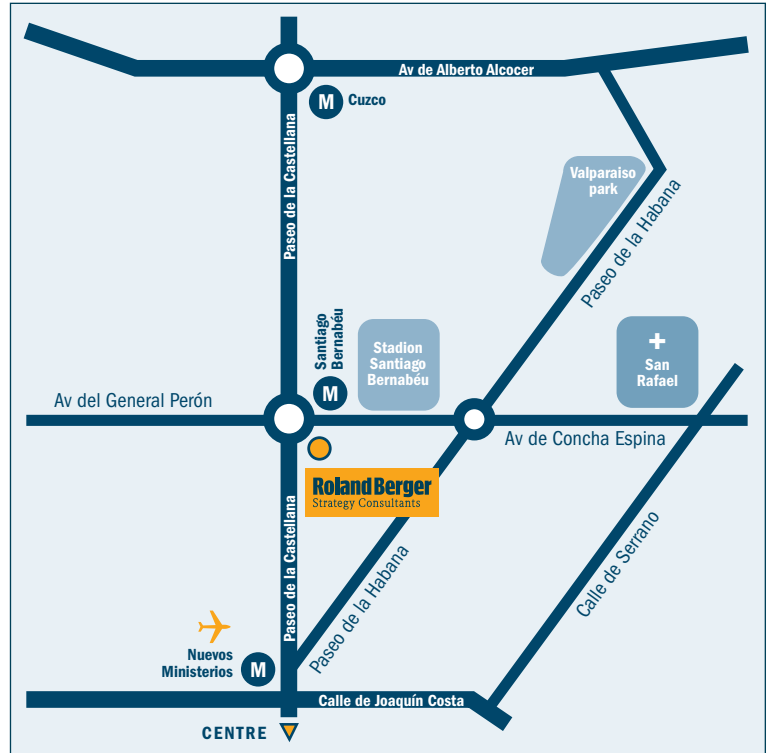 Av de Alberto Alcocer
M
Cuzco
Paseo de la Castellana
Valparaiso
park
Paseo de la Habana
Santiago
Bernabéu
M
Stadion
Santiago
Bernabéu
+
San
Rafael
Av del General Perón
Av de Concha Espina
Roland Berger
Strategy Consultants
Paseo de la Castellana
Paseo de la Habana
Calle de Serrano
Nuevos
Ministerios
M
Calle de Joaquín Costa
CENTRE